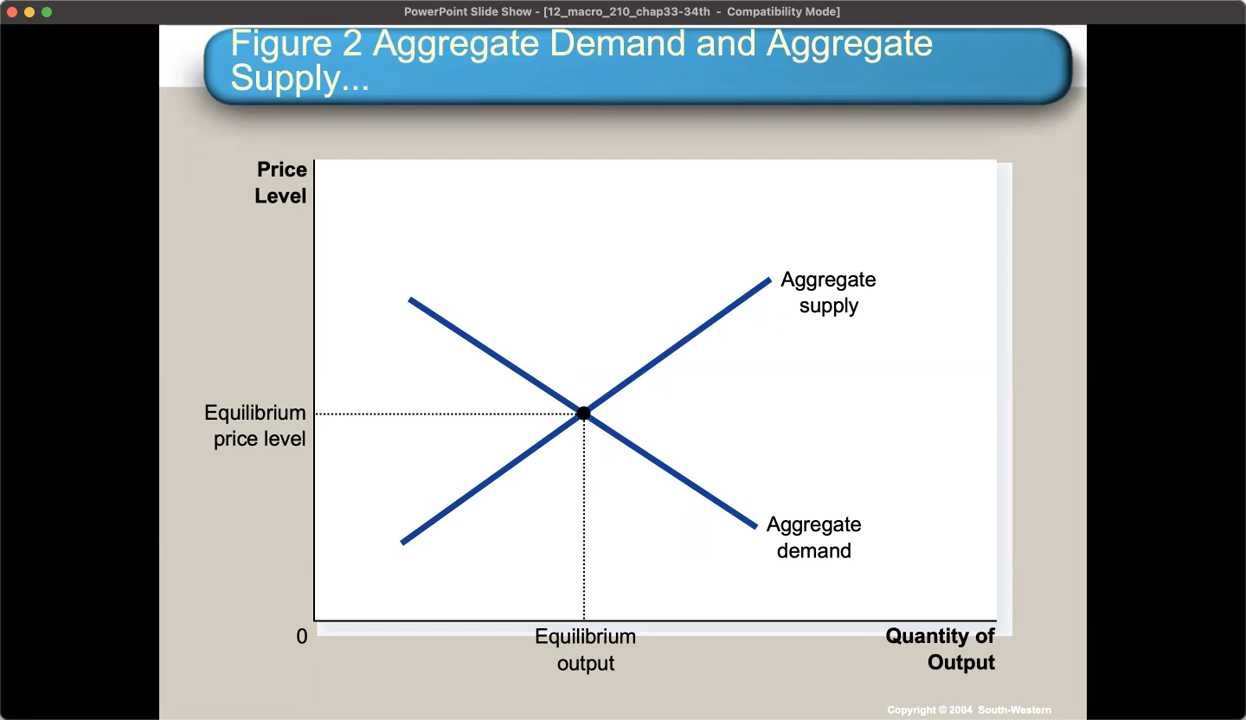 PowerPoint Slide Show - [12_macro_210_chap33-34th - Compatibility Mode]
Figure 2 Aggregate Demand and Aggregate
Supply...
Price
Level
Aggregate
supply
Equilibrium
price level
Aggregate
demand
0
Equilibrium
output
Quantity of
Output
Copyright © 2004 South-Western